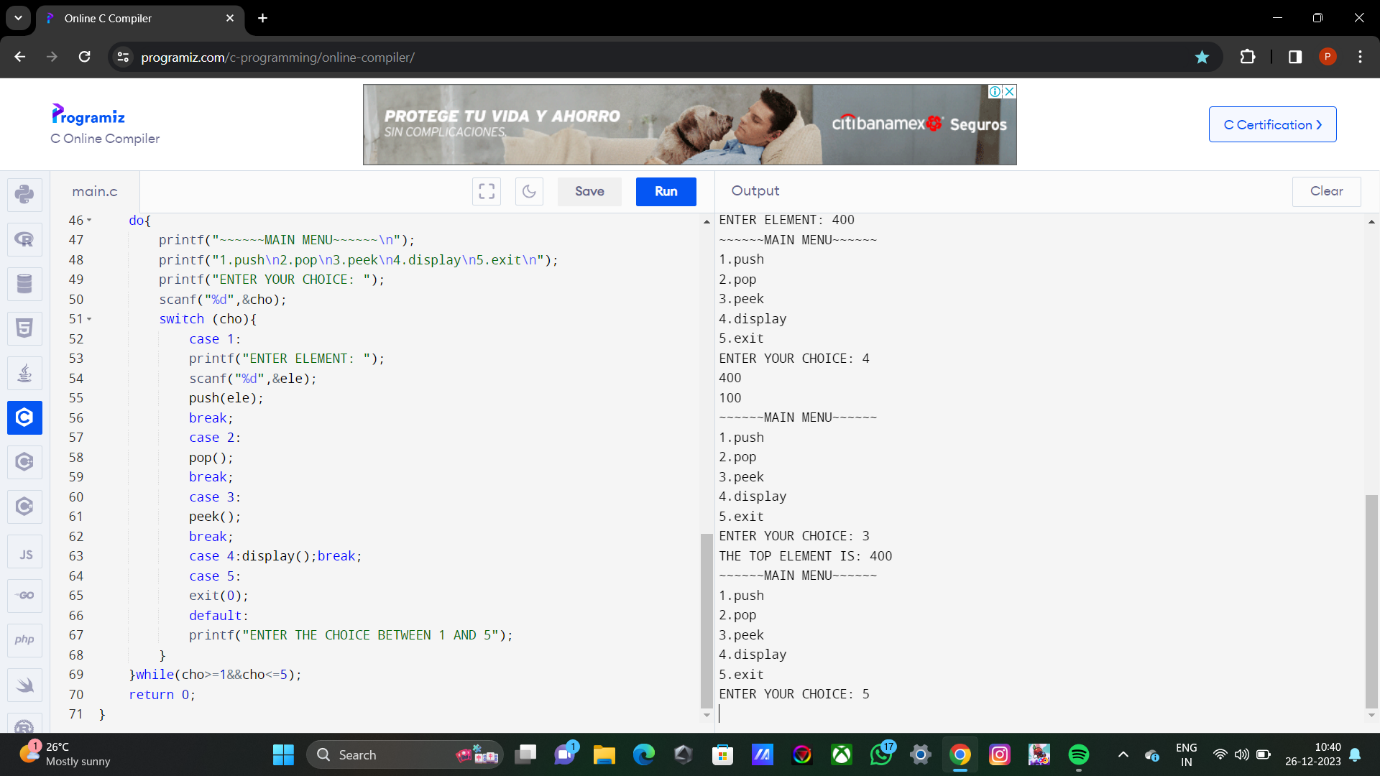 Online C Compiler
programiz.com/c-programming/online-compiler/
P
Programiz
C Online Compiler
PROTEGE TU VIDA Y AHORRO
SIN COMPLICACIONES.
citibanamex Seguros
C Certification >
main.c
Save
Run
Output
Clear
46 do{
47 printf("~~~~~~MAIN MENU~~~~~~\n");
48 printf("1.push\n2.pop\n3.peek\n4.display\n5.exit\n");
49 printf("ENTER YOUR CHOICE: ");
50 scanf("%d",&cho);
51 switch (cho){
52 case 1:
53 printf("ENTER ELEMENT: ");
54 scanf("%d",&ele);
55 push(ele);
56 break;
57 case 2:
58 pop();
59 break;
60 case 3:
61 peek();
62 break;
63 case 4:display();break;
64 case 5:
65 exit(0);
66 default:
67 printf("ENTER THE CHOICE BETWEEN 1 AND 5");
68 }
69 }while(cho>=1&&cho<=5);
70 return 0;
71 }
ENTER ELEMENT: 400
~~~~~~MAIN MENU~~~~~~
1.push
2.pop
3.peek
4.display
5.exit
ENTER YOUR CHOICE: 4
400
100
~~~~~~MAIN MENU~~~~~~
1.push
2.pop
3.peek
4.display
5.exit
ENTER YOUR CHOICE: 3
THE TOP ELEMENT IS: 400
~~~~~~MAIN MENU~~~~~~
1.push
2.pop
3.peek
4.display
5.exit
ENTER YOUR CHOICE: 5
JS
GO
php
1
26°C
Mostly sunny
Search
1
17
ENG
IN
10:40
26-12-2023